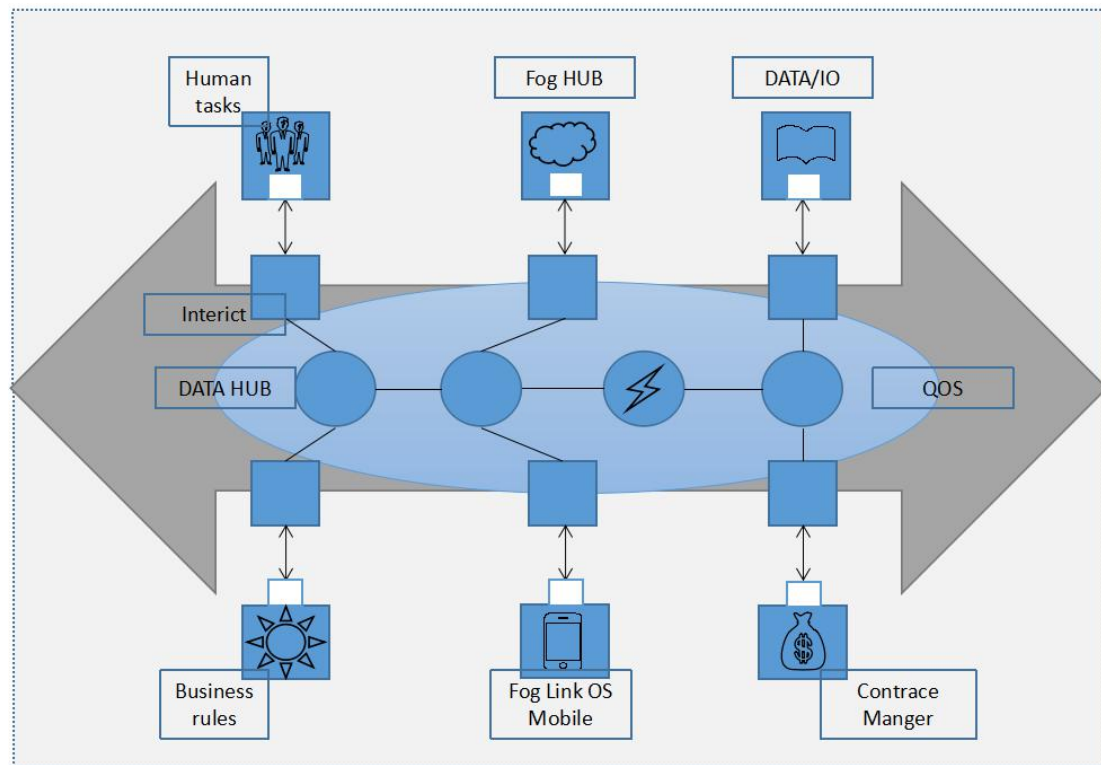 Human
tasks
Fog HUB
DATA/IO
Interict
DATA HUB
QOS
Business
rules
Fog Link OS
Mobile
Contrace
Manger
$